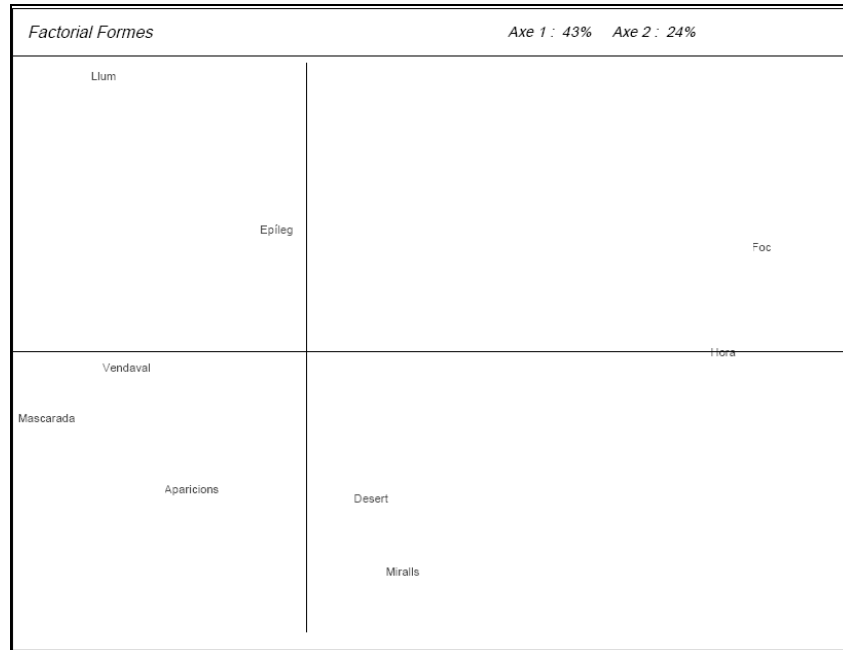 Factorial Formes Axe 1 : 43% Axe 2 : 24%
Llum
Epíleg
Foc
Hora
Vendaval
Mascarada
Aparicions
Desert
Miralls